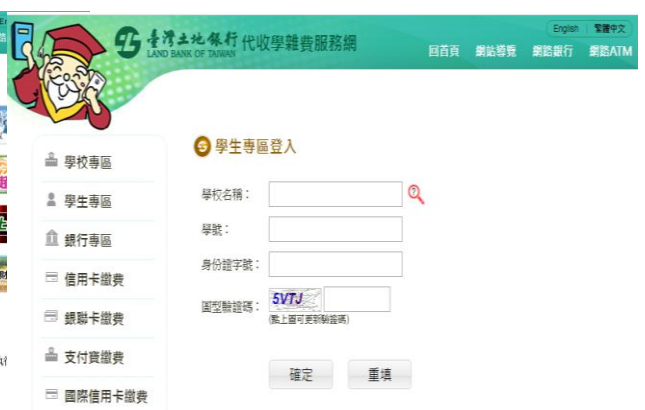 English 繁體中文
臺灣土地銀行 代收學雜費服務網
LAND BANK OF TAIWAN
回首頁 網站導覽 網路銀行 網路ATM
學生專區登入
學校專區
學生專區
銀行專區
信用卡繳費
銀聯卡繳費
支付寶繳費
國際信用卡繳費
學校名稱：
學號：
身份證字號：
圖型驗證碼： 5VTJ
(點上圖可更新驗證碼)
確定 重填